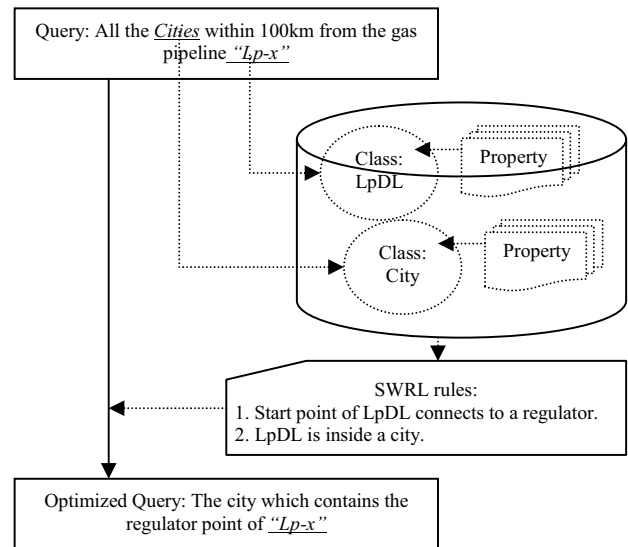 Query: All the Cities within 100km from the gas
pipeline “Lp-x”
Class:
LpDL
Property
Class:
City
Property
SWRL rules:
1. Start point of LpDL connects to a regulator.
2. LpDL is inside a city.
Optimized Query: The city which contains the
regulator point of “Lp-x”